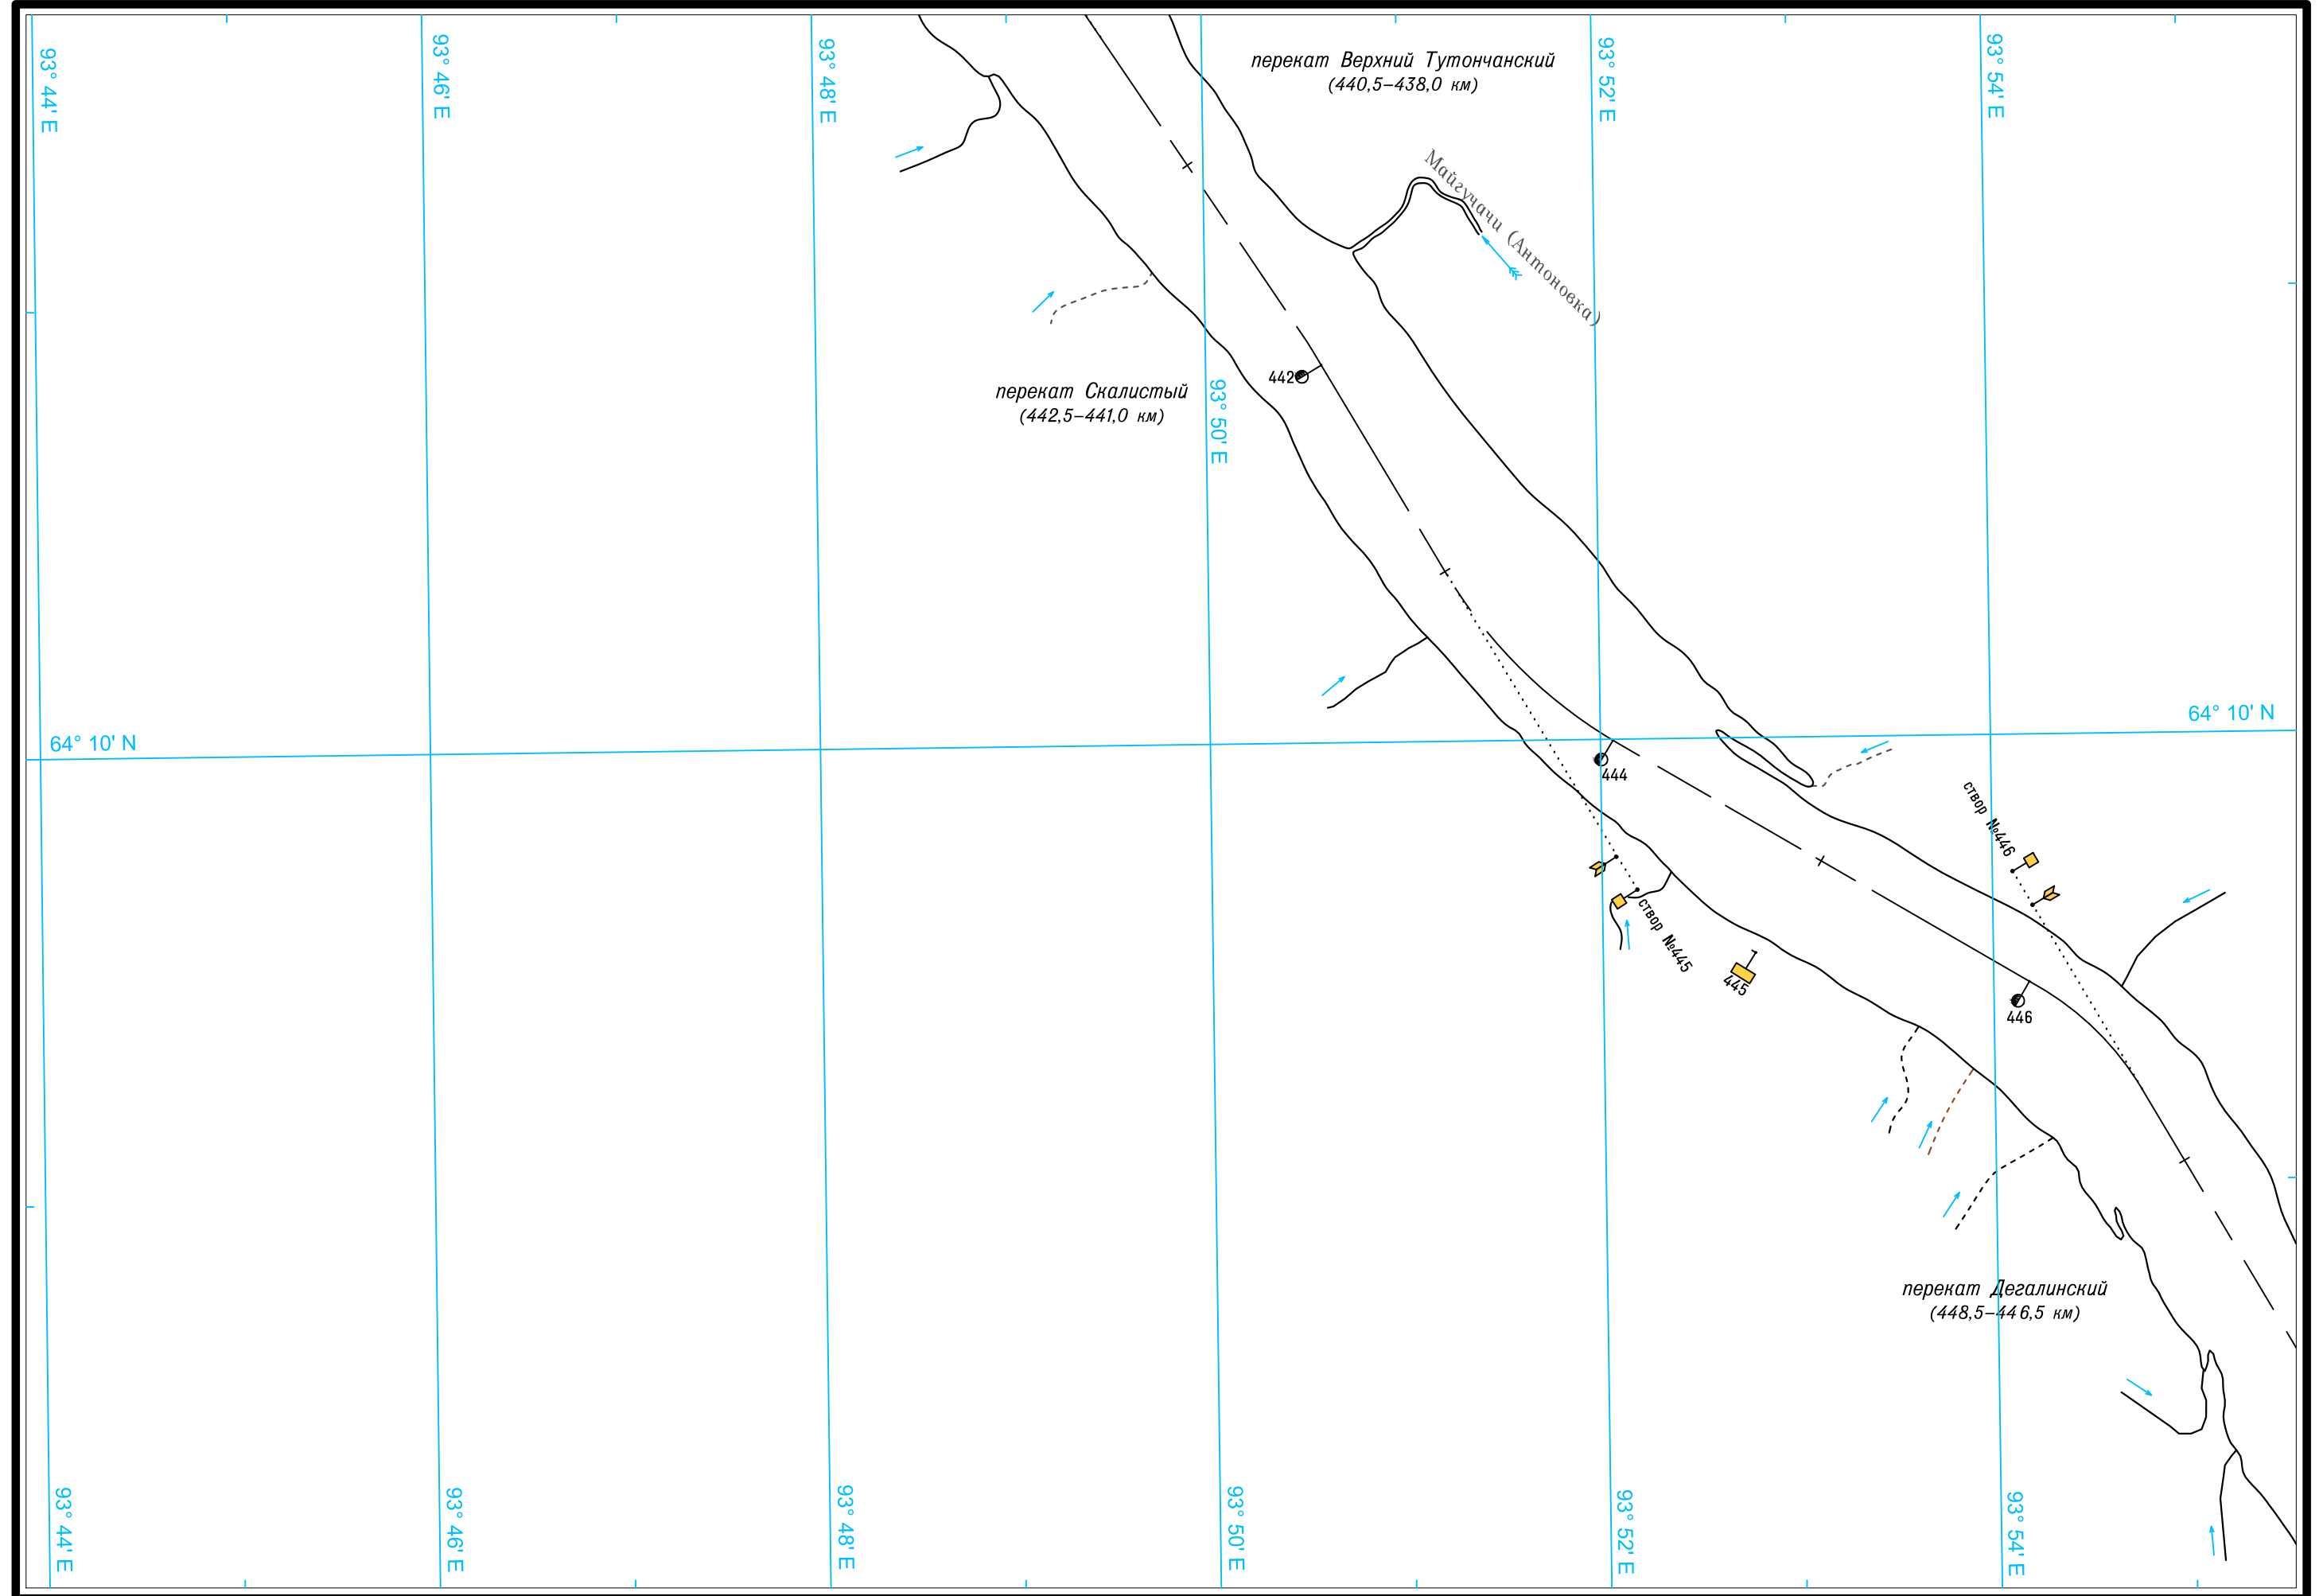 93° 44' E
93° 46' E
93° 48' E
перекат Верхний Тутончанский
(440,5–438,0 км)
93° 52' E
93° 54' E
Майгучачи (Антоновка)
442
перекат Скалистый
(442,5–441,0 км)
93° 50' E
64° 10' N
64° 10' N
444
створ №446
створ №445
445
446
перекат Дегалинский
(448,5–446,5 км)
93° 44' E
93° 46' E
93° 48' E
93° 50' E
93° 52' E
93° 54' E